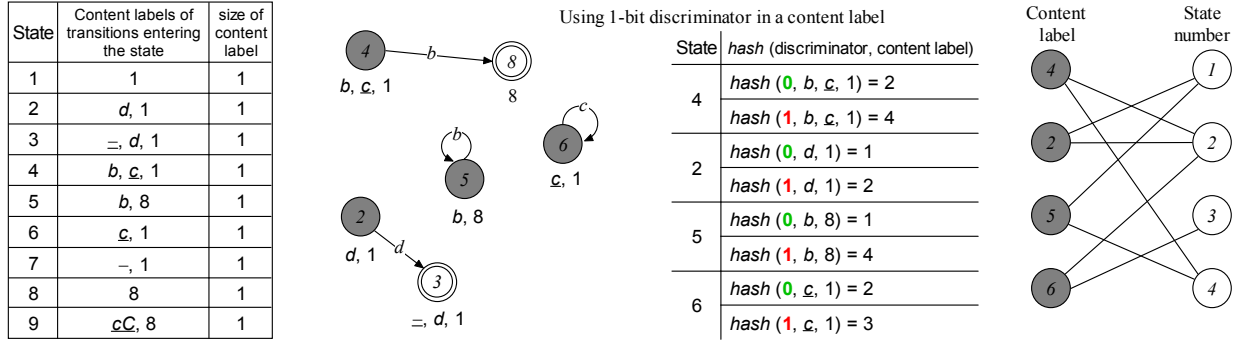 State
Content labels of
transitions entering
the state
size of
content
label
1 1 1
2 d, 1 1
3 –, d, 1 1
4 b, c, 1 1
5 b, 8 1
6 c, 1 1
7 –, 1 1
8 8 1
9 cC, 8 1
4
b
8
b, c, 1
8
c
6
c, 1
b
5
b, 8
2
d, 1
d
3
–, d, 1
Using 1-bit discriminator in a content label
State hash (discriminator, content label)
4
hash (0, b, c, 1) = 2
hash (1, b, c, 1) = 4
2
hash (0, d, 1) = 1
hash (1, d, 1) = 2
5
hash (0, b, 8) = 1
hash (1, b, 8) = 4
6
hash (0, c, 1) = 2
hash (1, c, 1) = 3
Content
label
State
number
4 1
2 2
5 3
6 4